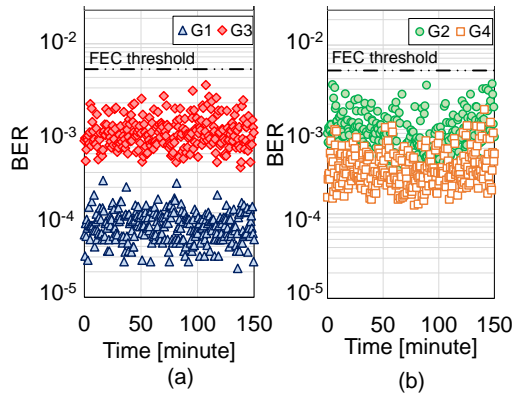 G1 G3
FEC threshold
10⁻²
10⁻³
10⁻⁴
10⁻⁵
BER
0 50 100 150
Time [minute]
(a)
G2 G4
FEC threshold
10⁻²
10⁻³
10⁻⁴
10⁻⁵
BER
0 50 100 150
Time [minute]
(b)